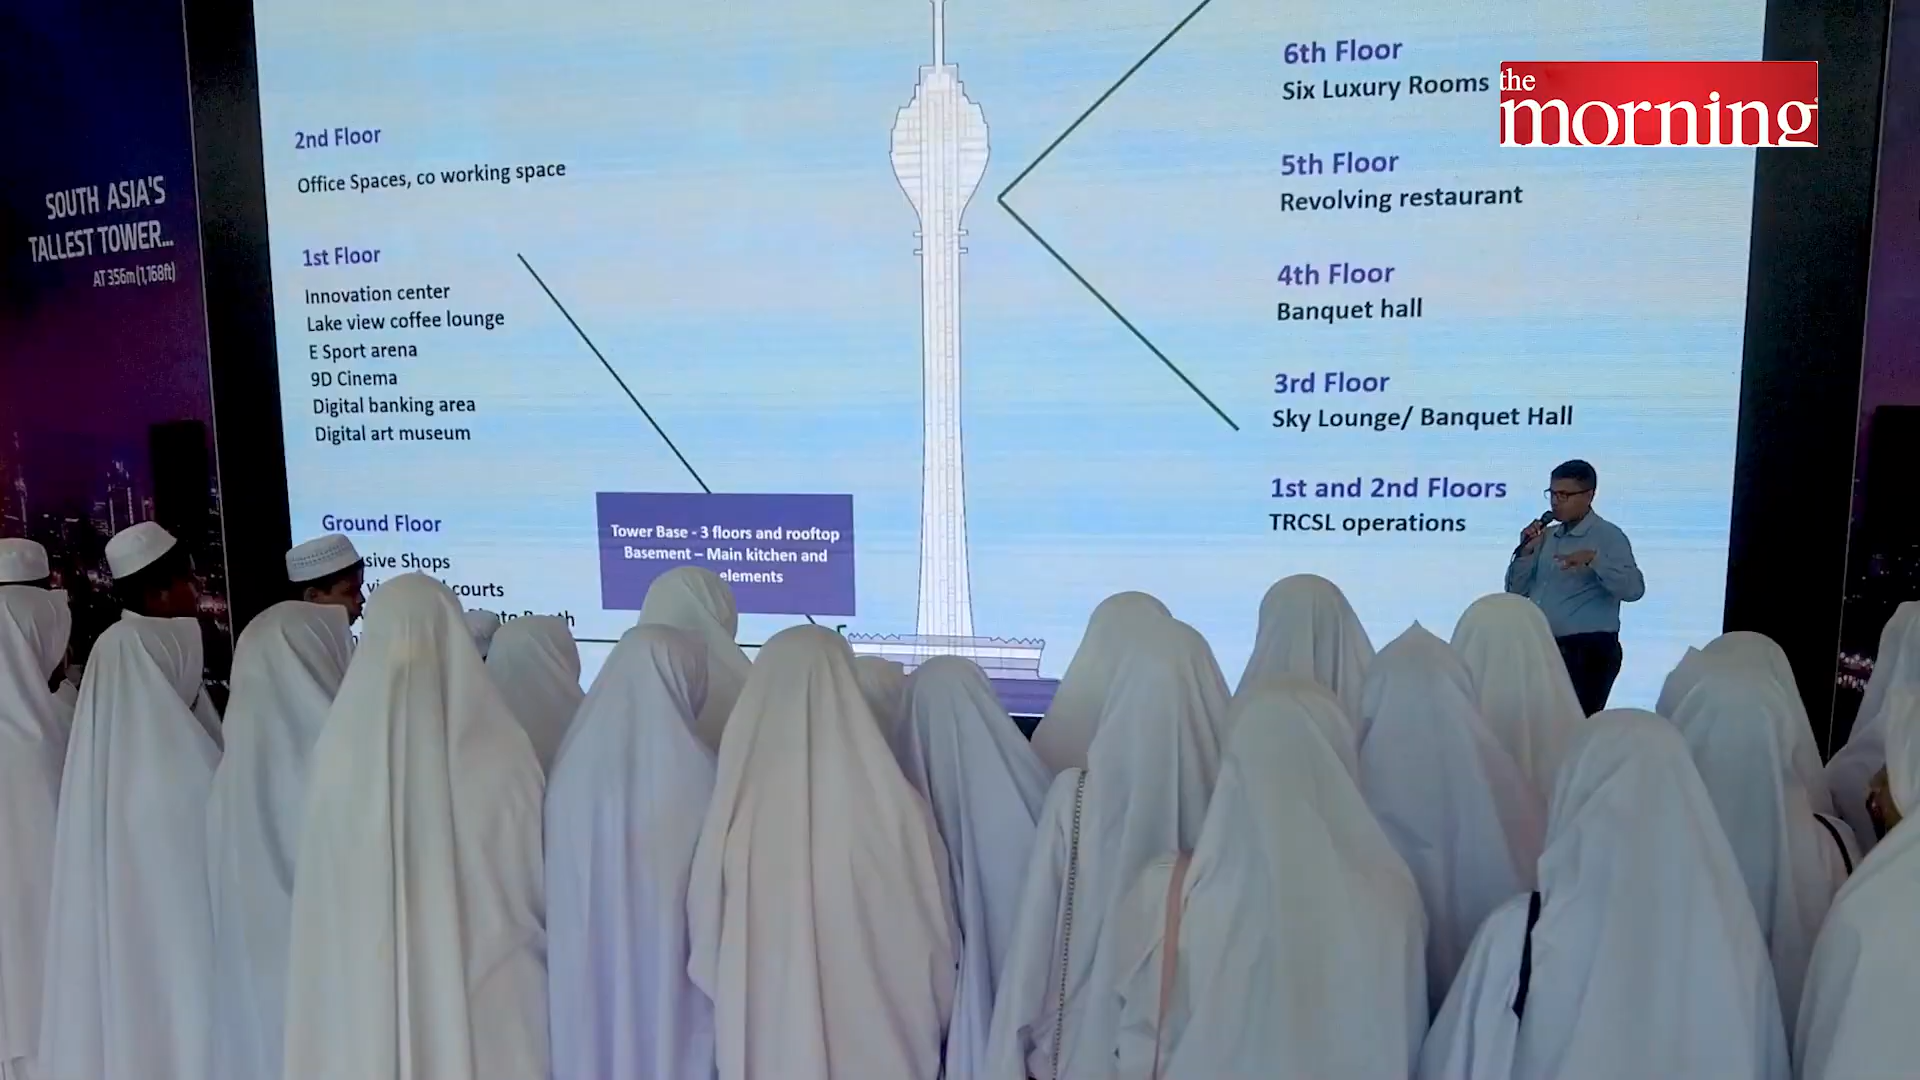 SOUTH ASIA'S
TALLEST TOWER...
AT 356m (1,168ft)
2nd Floor
Office Spaces, co working space
1st Floor
Innovation center
Lake view coffee lounge
E Sport arena
9D Cinema
Digital banking area
Digital art museum
Ground Floor
Shops
courts
Tower Base - 3 floors and rooftop
Basement – Main kitchen and
elements
6th Floor
Six Luxury Rooms
5th Floor
Revolving restaurant
4th Floor
Banquet hall
3rd Floor
Sky Lounge/ Banquet Hall
1st and 2nd Floors
TRCSL operations
the
morning